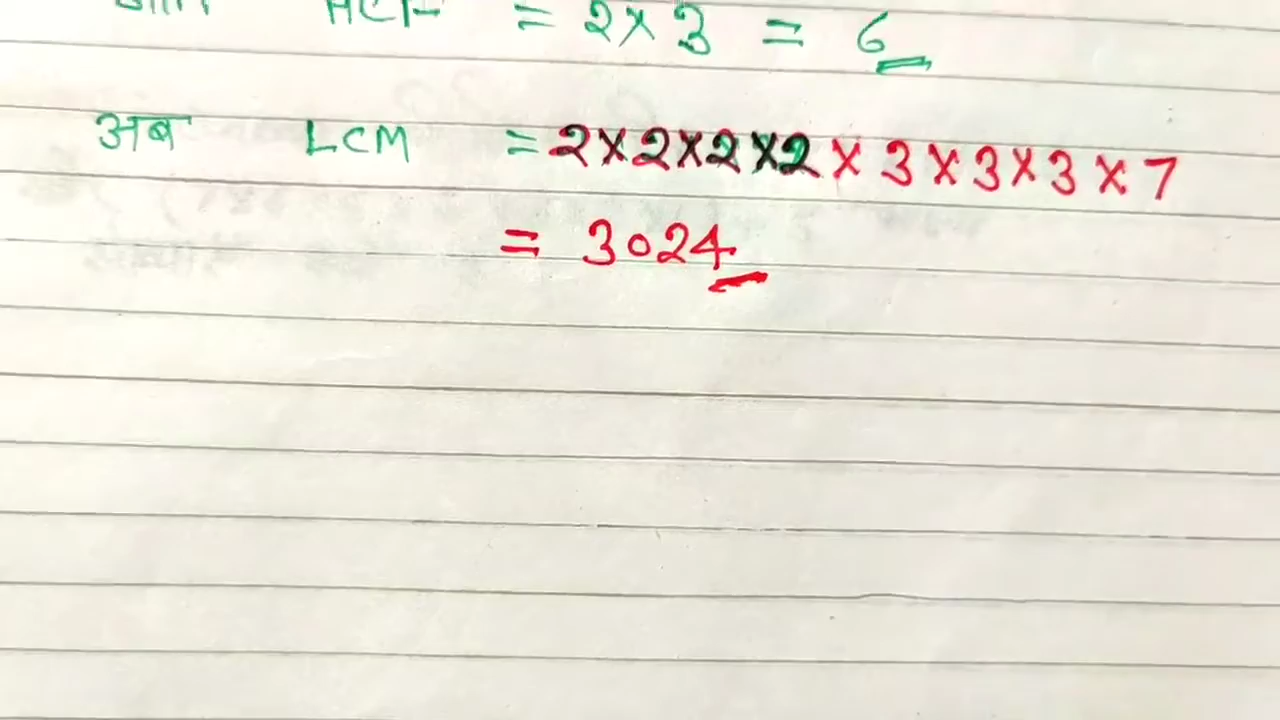 HCF = 2 × 3 = 6
अब LCM = 2×2×2×2 × 3 × 3 × 3 × 7
= 3024